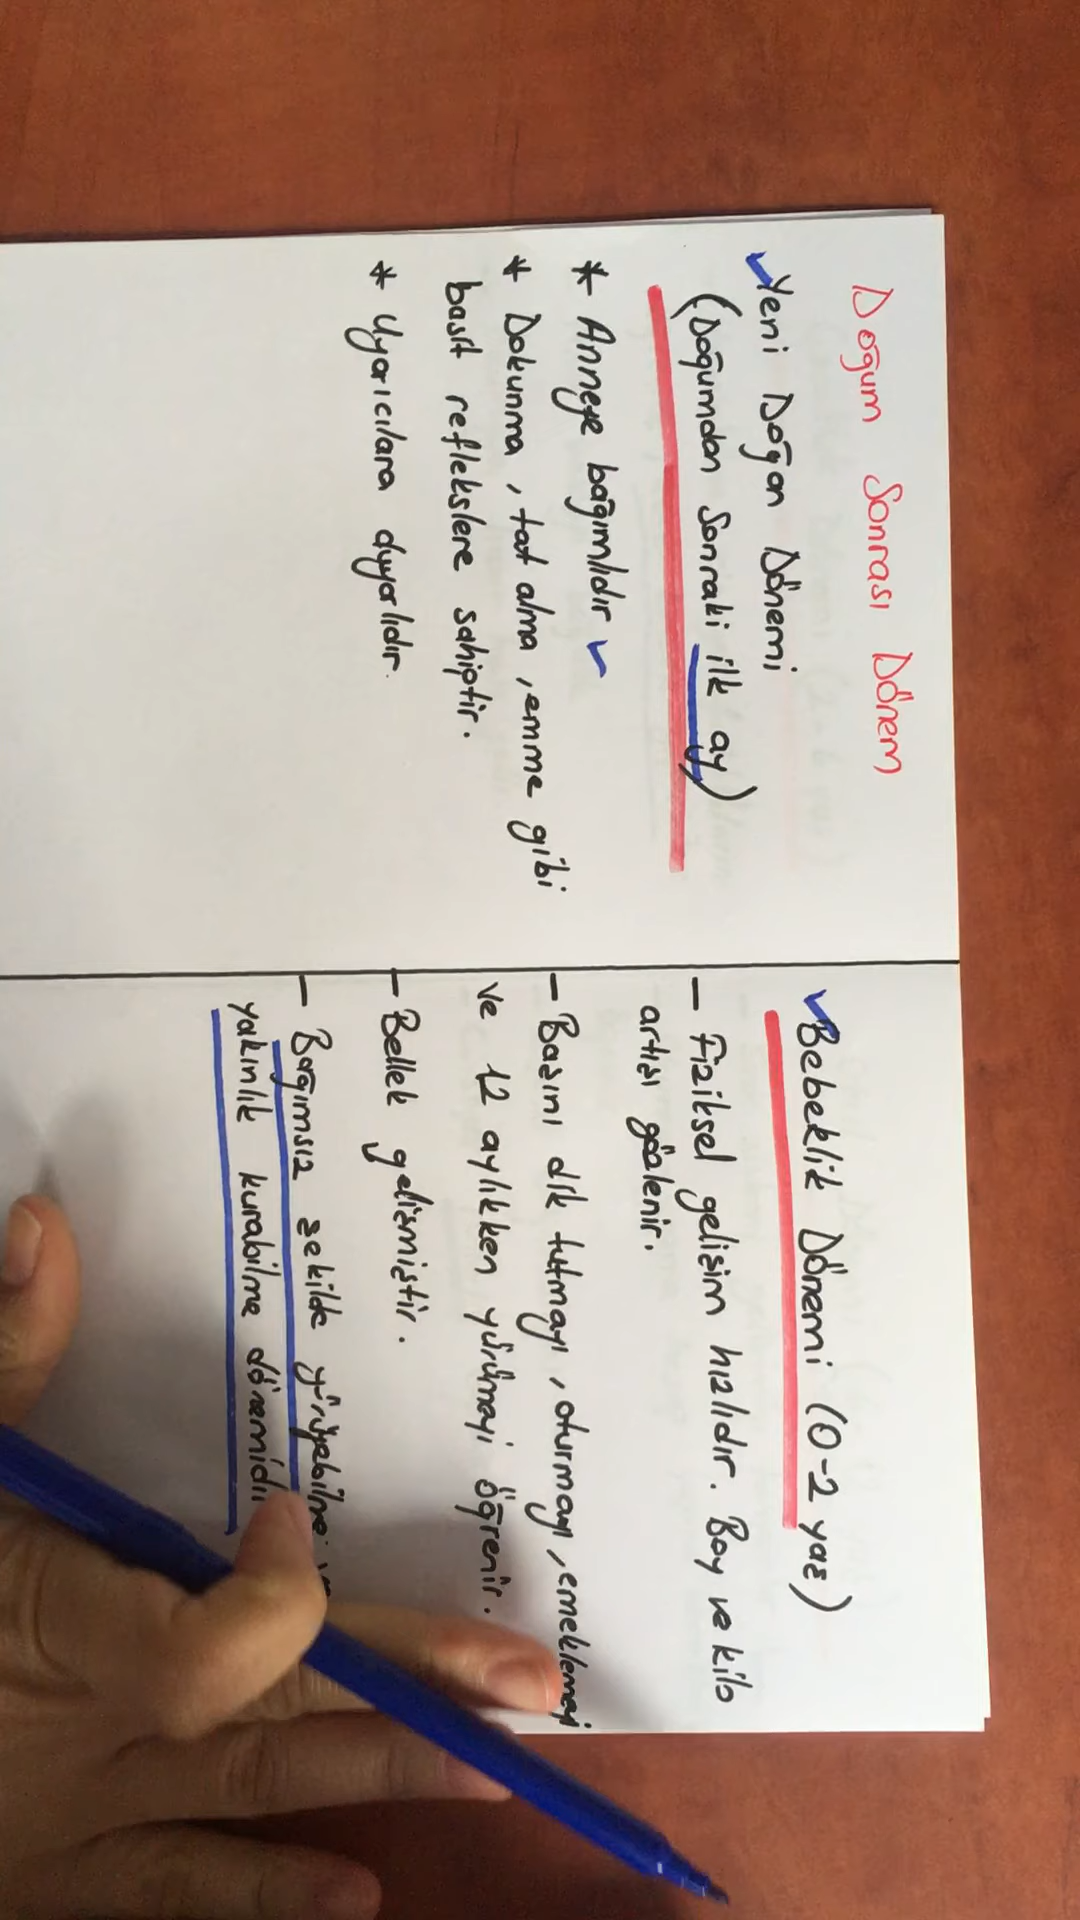 Doğum Sonrası Dönem
Yeni Doğan Dönemi
(Doğumdan Sonraki ilk ay)
* Anneye bağımlıdır
* Dokunma, tat alma, emme gibi
basit reflekslere sahiptir.
* Uyarıcılara duyarlıdır.
Bebeklik Dönemi (0-2 yaş)
- Fiziksel gelişim hızlıdır. Boy ve kilo
artışı gözlenir.
- Başını dik tutmayı, oturmayı, emeklemeyi
ve 12 aylıkken yürümeyi öğrenir.
- Bellek gelişmiştir.
- Bağımsız şekilde yürüyebilme
yakınlık kurabilme dönemidir